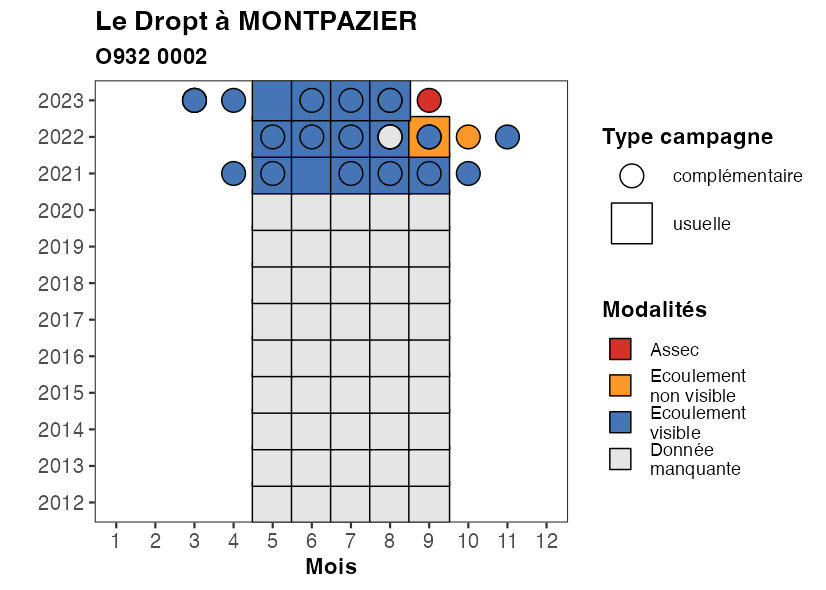 Le Dropt à MONTPAZIER
O932 0002
2023
2022
2021
2020
2019
2018
2017
2016
2015
2014
2013
2012
1 2 3 4 5 6 7 8 9 10 11 12
Mois
Type campagne
complémentaire
usuelle
Modalités
Assec
Ecoulement
non visible
Ecoulement
visible
Donnée
manquante